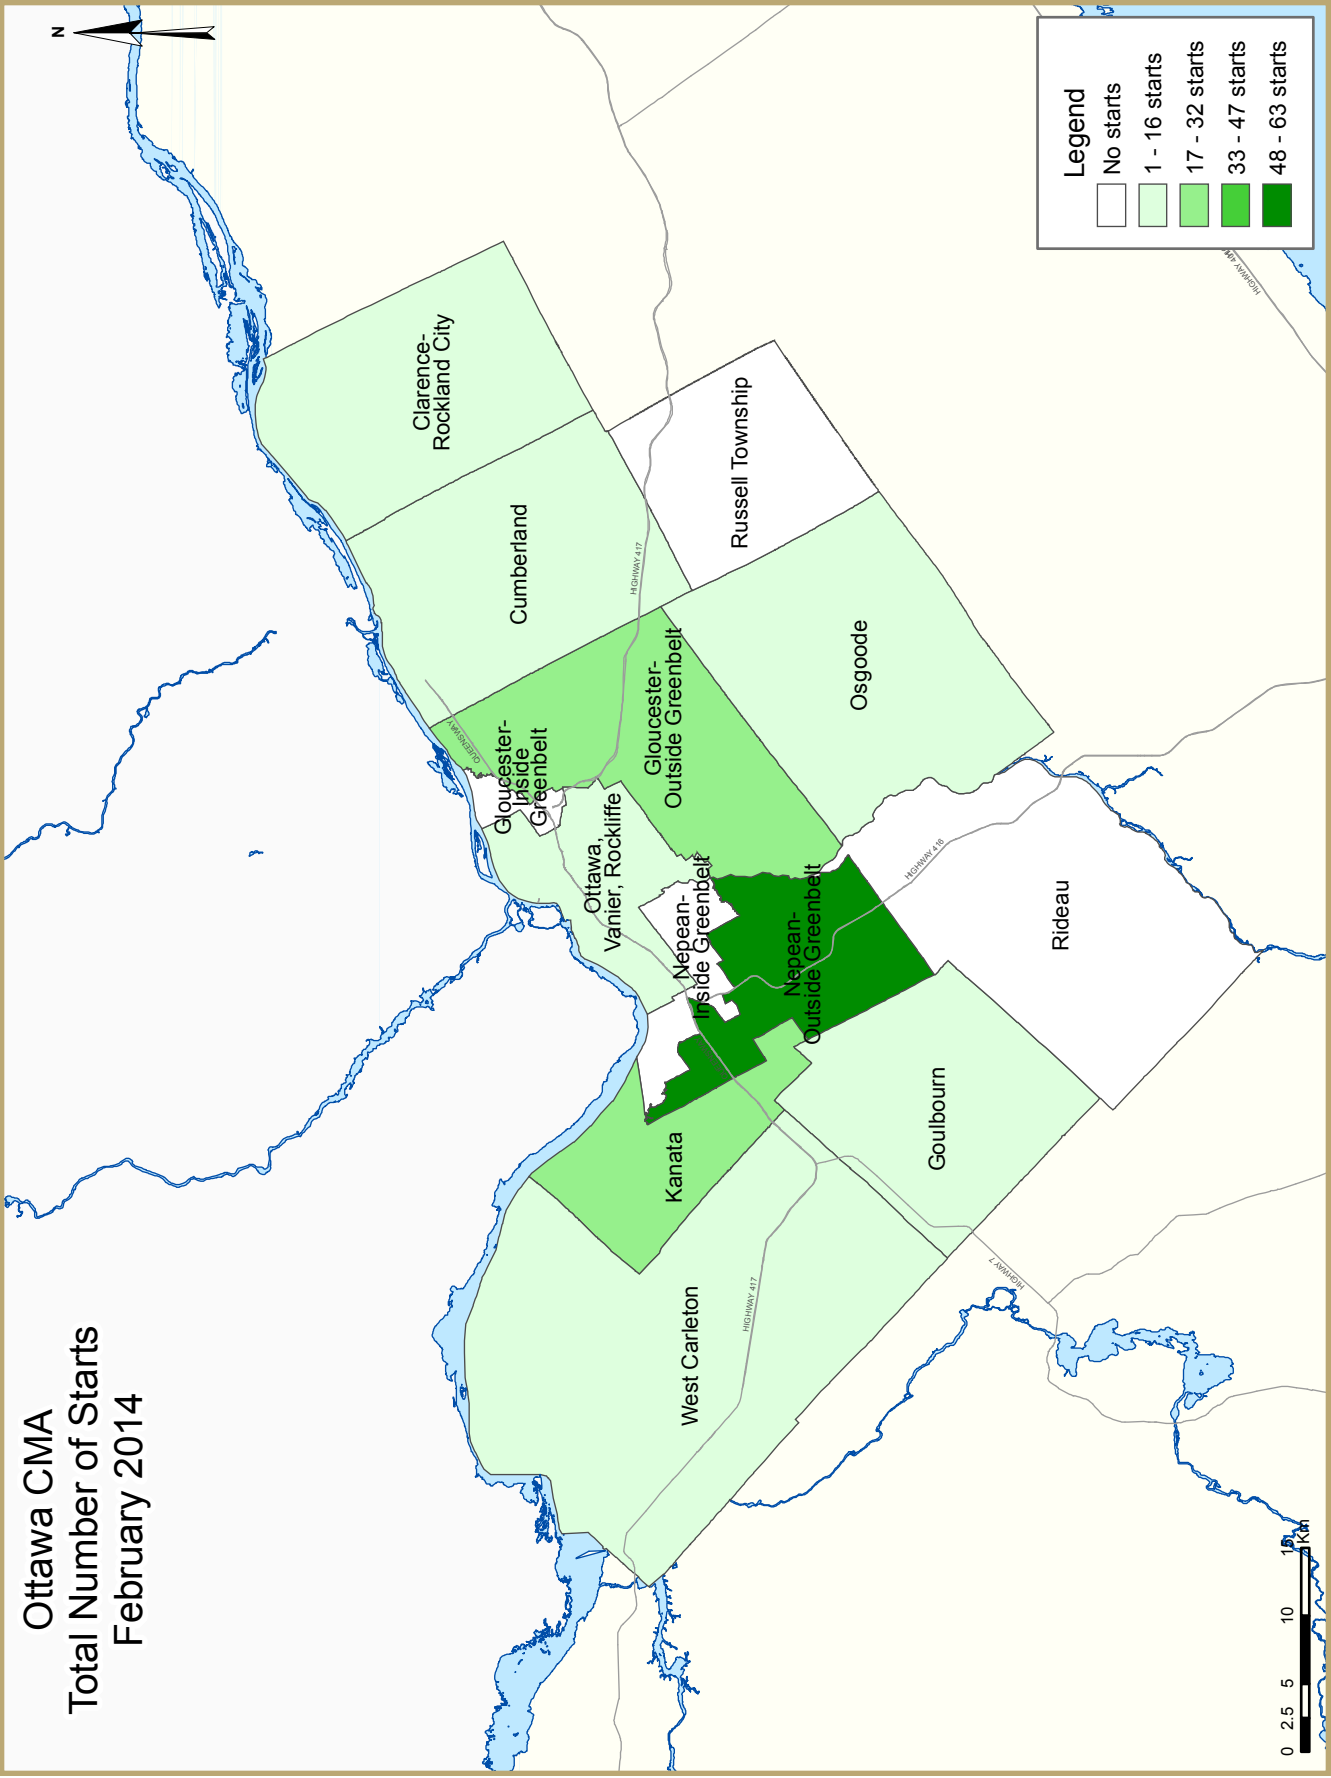 Ottawa CMA
Total Number of Starts
February 2014
N
Legend
No starts
1 - 16 starts
17 - 32 starts
33 - 47 starts
48 - 63 starts
Clarence-
Rockland City
Cumberland
Russell Township
HIGHWAY 417
Osgoode
Gloucester-
Outside Greenbelt
QUEENSWAY
Gloucester-
Inside
Greenbelt
Ottawa,
Vanier, Rockliffe
Nepean-
Inside Greenbelt
Nepean-
Outside Greenbelt
HIGHWAY 416
Rideau
Kanata
Goulbourn
West Carleton
HIGHWAY 417
HIGHWAY 7
HIGHWAY 401
0 2.5 5 10 15
Km